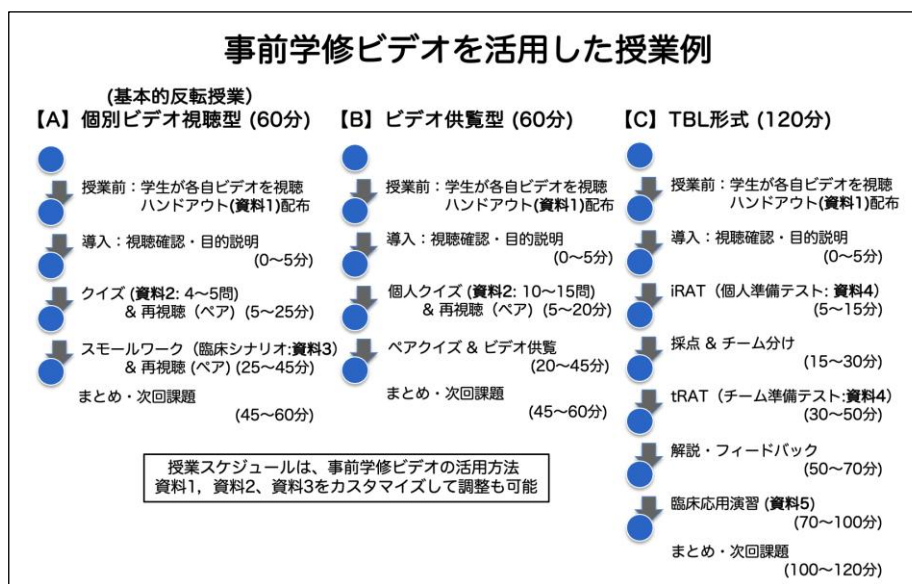 事前学修ビデオを活用した授業例
(基本的反転授業)
【A】個別ビデオ視聴型 (60分)
授業前：学生が各自ビデオを視聴
ハンドアウト(資料1)配布
導入：視聴確認・目的説明
(0〜5分)
クイズ (資料2: 4〜5問)
& 再視聴（ペア）(5〜25分)
スモールワーク（臨床シナリオ:資料3）
& 再視聴 (ペア) (25〜45分)
まとめ・次回課題
(45〜60分)
【B】ビデオ供覧型 (60分)
授業前：学生が各自ビデオを視聴
ハンドアウト(資料1)配布
導入：視聴確認・目的説明
(0〜5分)
個人クイズ (資料2: 10〜15問)
& 再視聴（ペア）(5〜20分)
ペアクイズ & ビデオ供覧
(20〜45分)
まとめ・次回課題
(45〜60分)
【C】TBL形式 (120分)
授業前：学生が各自ビデオを視聴
ハンドアウト(資料1)配布
導入：視聴確認・目的説明
(0〜5分)
iRAT（個人準備テスト: 資料4）
(5〜15分)
採点 & チーム分け
(15〜30分)
tRAT（チーム準備テスト:資料4）
(30〜50分)
解説・フィードバック
(50〜70分)
臨床応用演習 (資料5)
(70〜100分)
まとめ・次回課題
(100〜120分)
授業スケジュールは、事前学修ビデオの活用方法
資料1，資料2、資料3をカスタマイズして調整も可能